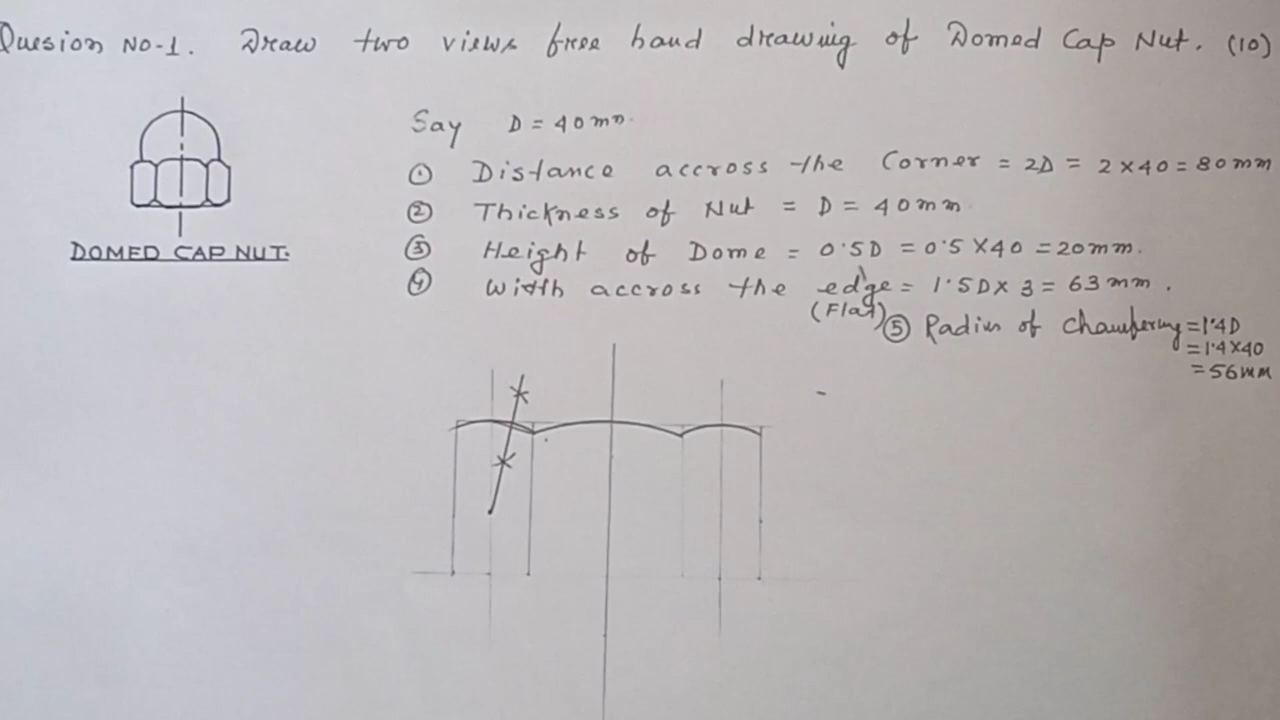 Quesion NO-1. Draw two views free hand drawing of Domed Cap Nut. (10)
DOMED CAP NUT.
Say D = 40mm.
① Distance accross the Corner = 2D = 2×40 = 80mm
② Thickness of Nut = D = 40mm
③ Height of Dome = 0.5D = 0.5×40 = 20mm.
④ Width accross the edge = 1.5D× 3 = 63mm.
(Flat)
⑤ Radius of Chamfering = 1.4D
= 1.4×40
= 56mm